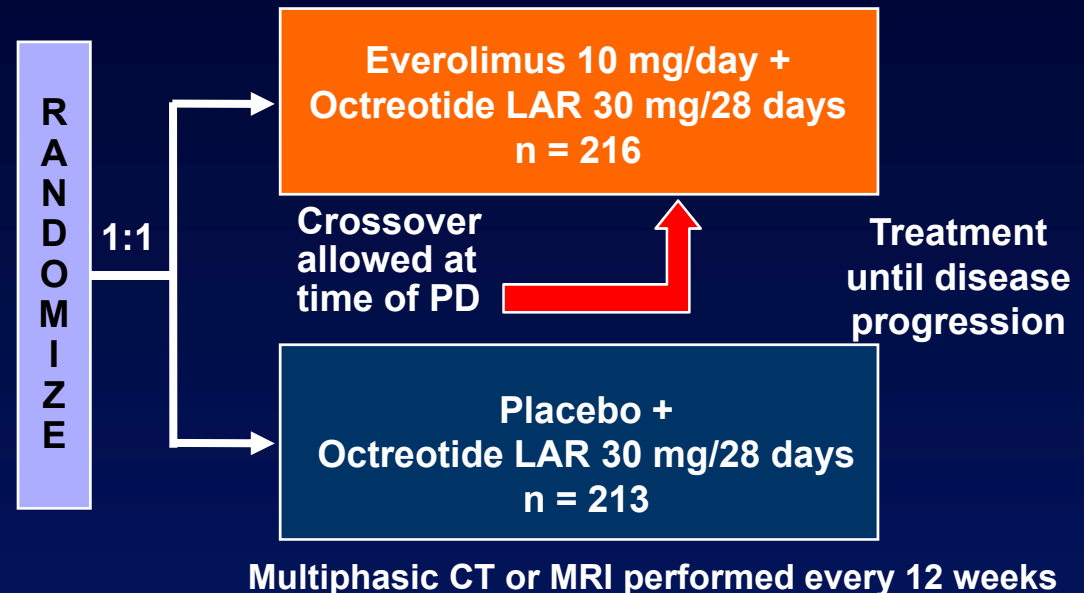 RANDOMIZE
1:1
Everolimus 10 mg/day +
Octreotide LAR 30 mg/28 days
n = 216
Crossover
allowed at
time of PD
Treatment
until disease
progression
Placebo +
Octreotide LAR 30 mg/28 days
n = 213
Multiphasic CT or MRI performed every 12 weeks